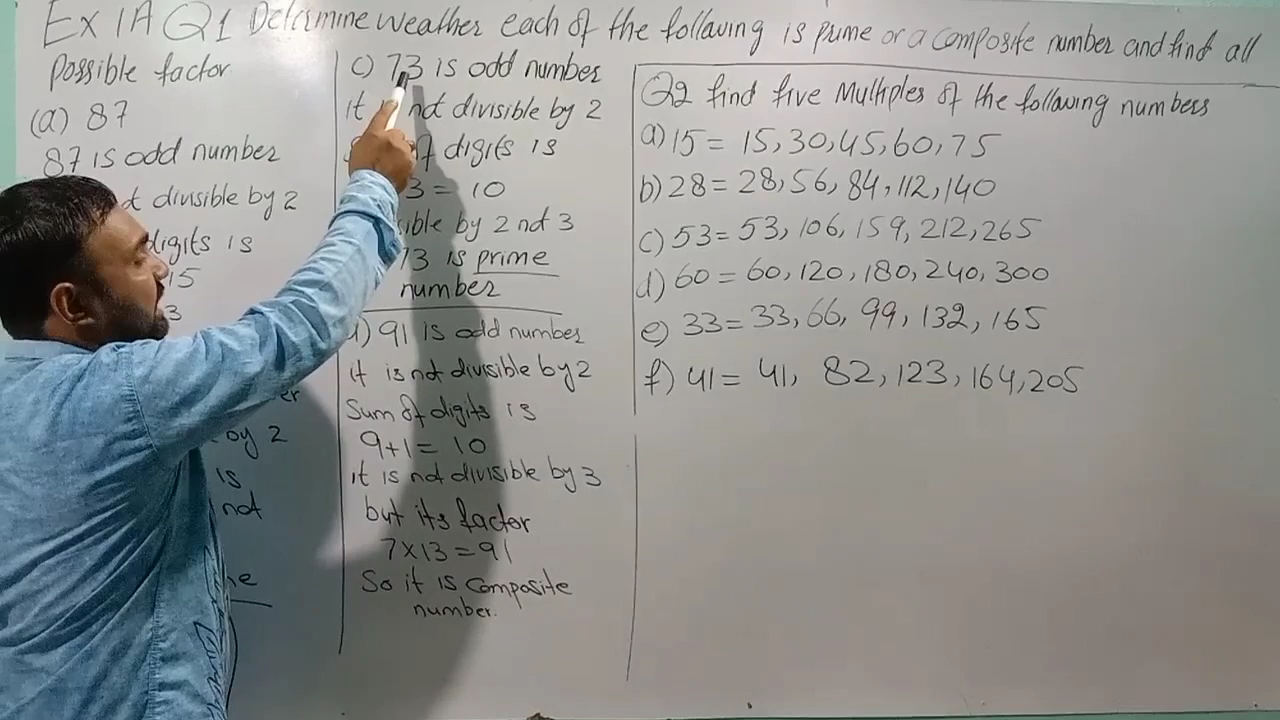 Ex 1A Q1 Determine weather each of the following is prime or a composite number and find all
Possible factor
(a) 87
87 is odd number
divisible by 2
digits is
15
3
er
by 2
is
not
c) 73 is odd number
it not divisible by 2
digits is
3 = 10
by 2 nd 3
73 is prime
number
91 is odd number
it is not divisible by 2
Sum of digits is
9+1 = 10
it is not divisible by 3
but its factor
7×13 = 91
So it is composite
number.
Q2 find five Multiples of the following numbers
a) 15 = 15, 30, 45, 60, 75
b) 28 = 28, 56, 84, 112, 140
c) 53 = 53, 106, 159, 212, 265
d) 60 = 60, 120, 180, 240, 300
e) 33 = 33, 66, 99, 132, 165
f) 41 = 41, 82, 123, 164, 205